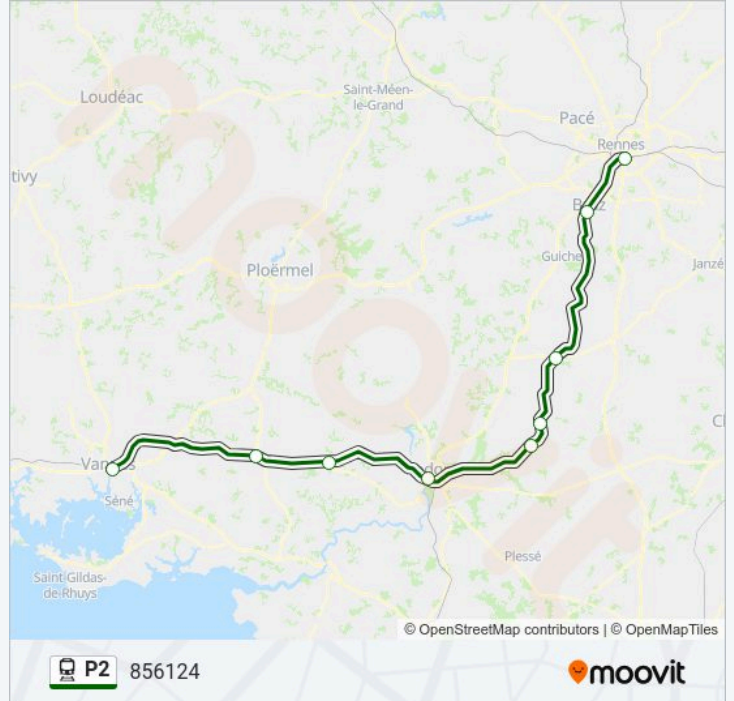 Loudéac
Saint-Méen-
le-Grand
Pacé
Rennes
tivy
Guiche
Janzé
Ploërmel
Séné
Plessé
Saint-Gildas-
de-Rhuys
moovit
© OpenStreetMap contributors | © OpenMapTiles
P2 856124
moovit